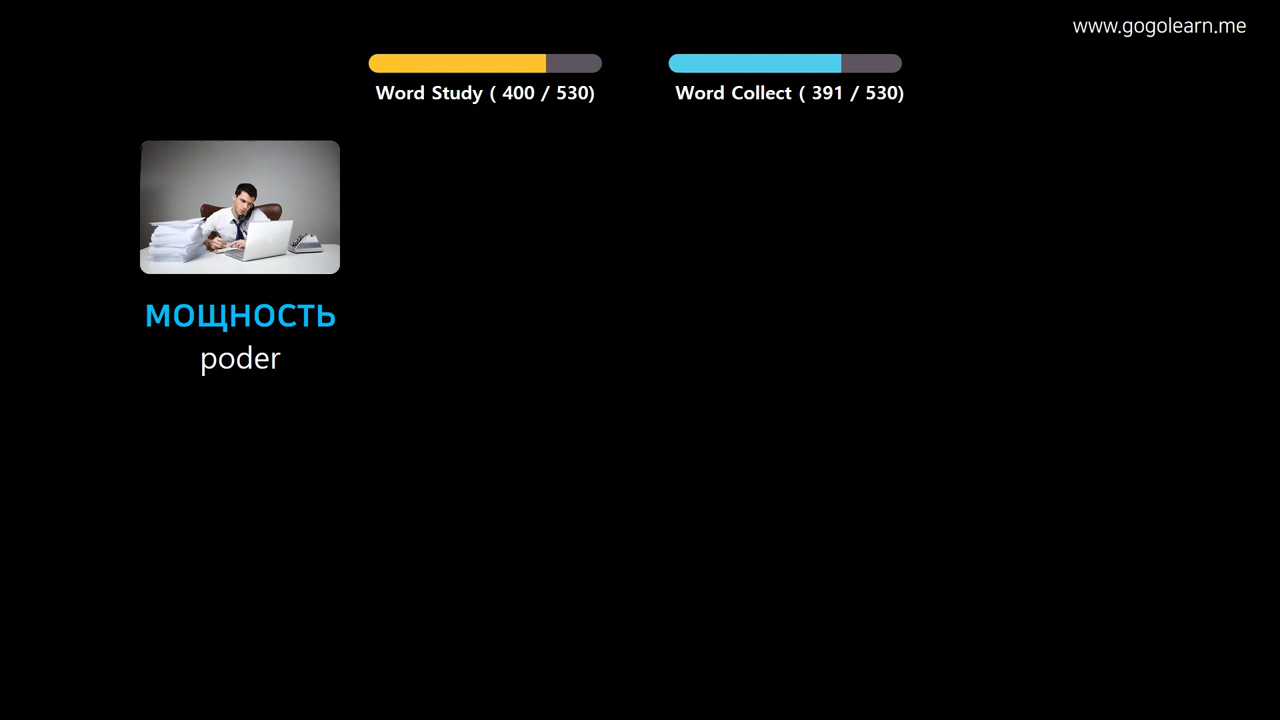 www.gogolearn.me
Word Study ( 400 / 530)
Word Collect ( 391 / 530)
мощность
poder